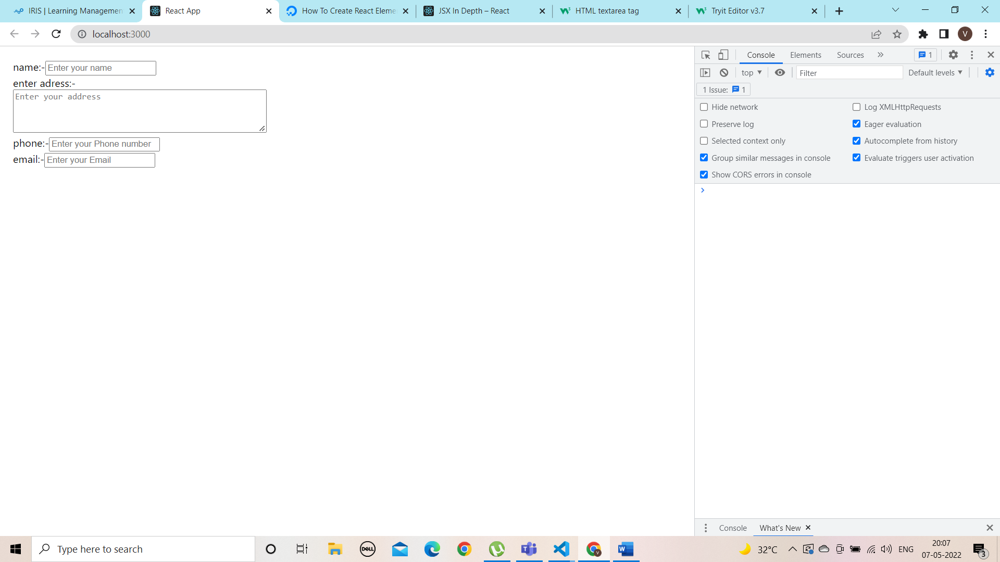 IRIS | Learning Managemen
React App
How To Create React Eleme
JSX In Depth – React
HTML textarea tag
Tryit Editor v3.7
localhost:3000
V
name:-
Enter your name
enter adress:-
Enter your address
phone:-
Enter your Phone number
email:-
Enter your Email
Console
Elements
Sources
1
top
Filter
Default levels
1 Issue:
1
Hide network
Log XMLHttpRequests
Preserve log
Eager evaluation
Selected context only
Autocomplete from history
Group similar messages in console
Evaluate triggers user activation
Show CORS errors in console
Console
What's New
Type here to search
DELL
T
V
W
32°C
ENG
20:07
07-05-2022
3